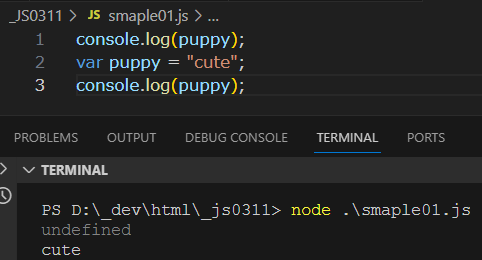 _JS0311 > JS smaple01.js > ...
1 console.log(puppy);
2 var puppy = "cute";
3 console.log(puppy);
PROBLEMS OUTPUT DEBUG CONSOLE TERMINAL PORTS
TERMINAL
PS D:\_dev\html\_js0311> node .\smaple01.js
undefined
cute